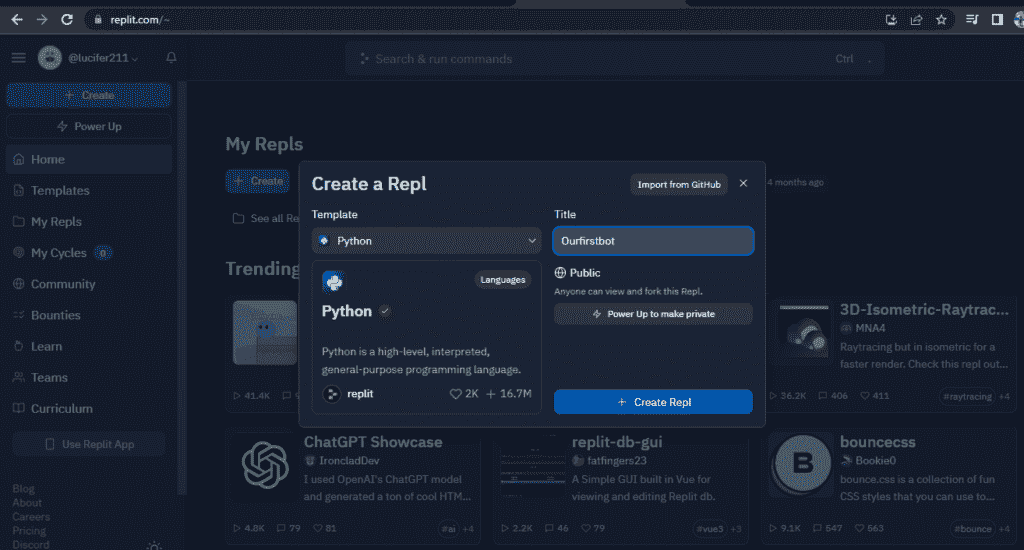 replit.com/~
@lucifer211
Search & run commands
Ctrl .
+ Create
Power Up
Home
Templates
My Repls
My Cycles 0
Community
Bounties
Learn
Teams
Curriculum
Use Replit App
Blog
About
Careers
Pricing
Discord
My Repls
+ Create
4 months ago
See all Re
Trending
Create a Repl
Import from GitHub
Template
Python
Languages
Python
Python is a high-level, interpreted,
general-purpose programming language.
replit
2K + 16.7M
Title
Ourfirstbot
Public
Anyone can view and fork this Repl.
Power Up to make private
+ Create Repl
41.4K
3D-Isometric-Raytrac...
MNA4
Raytracing but in isometric for a
faster render. Check this repl out...
36.2K 406 411 #raytracing +4
ChatGPT Showcase
IroncladDev
I used OpenAI's ChatGPT model
and generated a ton of cool HTM...
4.8K 79 81 #ai +4
replit-db-gui
fatfingers23
A Simple GUI built in Vue for
viewing and editing Replit db.
2.2K 46 79 #vue3 +3
B
bouncecss
Bookie0
bounce.css is a collection of fun
CSS styles that you can use to...
9.1K 547 563 #bounce +4